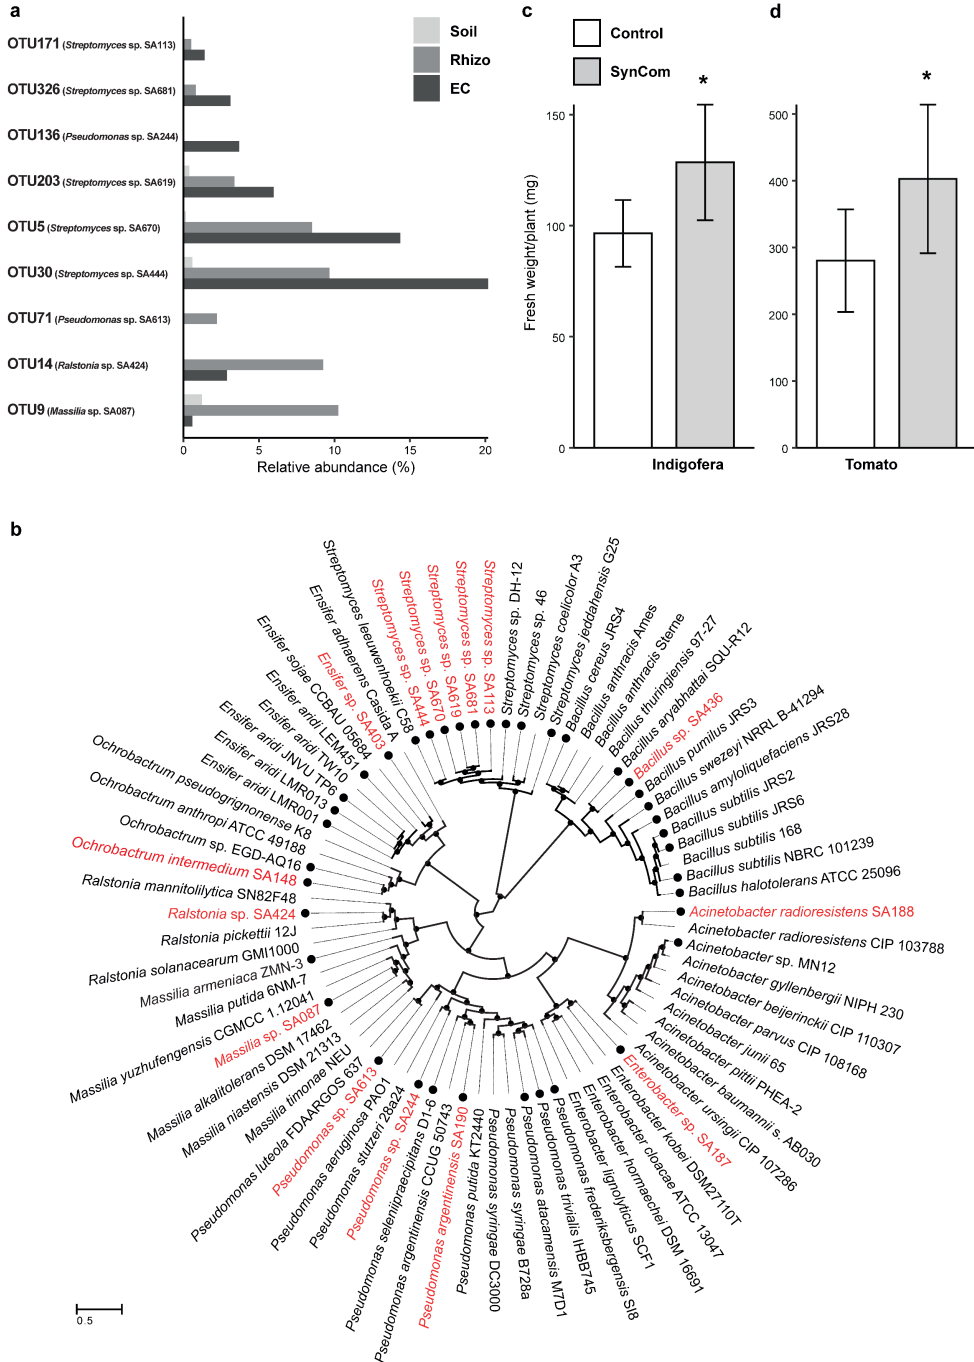 a
Soil
Rhizo
EC
OTU171 (Streptomyces sp. SA113)
OTU326 (Streptomyces sp. SA681)
OTU136 (Pseudomonas sp. SA244)
OTU203 (Streptomyces sp. SA619)
OTU5 (Streptomyces sp. SA670)
OTU30 (Streptomyces sp. SA444)
OTU71 (Pseudomonas sp. SA613)
OTU14 (Ralstonia sp. SA424)
OTU9 (Massilia sp. SA087)
0 5 10 15 20
Relative abundance (%)
c
Control
SynCom
*
150
100
50
0
Fresh weight/plant (mg)
Indigofera
d
*
500
400
300
200
100
0
Tomato
b
Streptomyces leeuwenhoekii C58
Streptomyces sp. SA444
Streptomyces sp. SA670
Streptomyces sp. SA619
Streptomyces sp. SA681
Streptomyces sp. SA113
Streptomyces sp. DH-12
Streptomyces sp. 46
Streptomyces coelicolor A3
Streptomyces jeddahensis G25
Bacillus cereus JRS4
Bacillus anthracis Ames
Bacillus anthracis Sterne
Bacillus thuringiensis 97-27
Bacillus aryabhattai SQU-R12
Bacillus sp. SA436
Bacillus pumilus JRS3
Bacillus swezeyi NRRL B-41294
Bacillus amyloliquefaciens JRS28
Bacillus subtilis JRS2
Bacillus subtilis JRS6
Bacillus subtilis 168
Bacillus subtilis NBRC 101239
Bacillus halotolerans ATCC 25096
Acinetobacter radioresistens SA188
Acinetobacter radioresistens CIP 103788
Acinetobacter sp. MN12
Acinetobacter gyllenbergii NIPH 230
Acinetobacter beijerinckii CIP 110307
Acinetobacter parvus CIP 108168
Acinetobacter junii 65
Acinetobacter pittii PHEA-2
Acinetobacter baumannii s. AB030
Acinetobacter ursingii CIP 107286
Enterobacter sp. SA187
Enterobacter kobei DSM27110T
Enterobacter cloacae ATCC 13047
Enterobacter hormaechei DSM 16691
Enterobacter lignolyticus SCF1
Pseudomonas frederiksbergensis SI8
Pseudomonas trivialis IHBB745
Pseudomonas atacamensis M7D1
Pseudomonas syringae B728a
Pseudomonas syringae DC3000
Pseudomonas putida KT2440
Pseudomonas argentinensis SA190
Pseudomonas argentinensis CCUG 50743
Pseudomonas seleniipraecipitans D1-6
Pseudomonas sp. SA244
Pseudomonas stutzeri 28a24
Pseudomonas aeruginosa PAO1
Pseudomonas sp. SA613
Pseudomonas luteola FDAARGOS 637
Massilia timonae NEU
Massilia niastensis DSM 21313
Massilia alkalitolerans DSM 17462
Massilia sp. SA087
Massilia yuzhufengensis CGMCC 1.12041
Massilia putida 6NM-7
Massilia armeniaca ZMN-3
Ralstonia solanacearum GMI1000
Ralstonia pickettii 12J
Ralstonia sp. SA424
Ralstonia mannitolilytica SN82F48
Ochrobactrum intermedium SA148
Ochrobactrum sp. EGD-AQ16
Ochrobactrum anthropi ATCC 49188
Ochrobactrum pseudogrignonense K8
Ensifer aridi LMR001
Ensifer aridi LMR013
Ensifer aridi JNVU TP6
Ensifer aridi TW10
Ensifer aridi LEM451
Ensifer sojae CCBAU 05684
Ensifer sp. SA403
Ensifer adhaerens Casida A
0.5